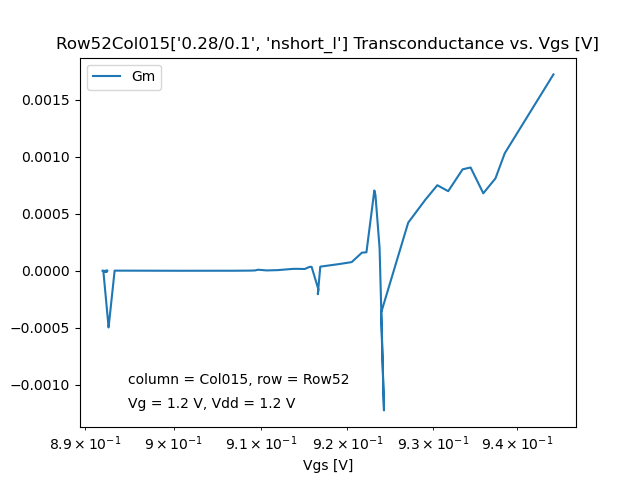 Row52Col015['0.28/0.1', 'nshort_l'] Transconductance vs. Vgs [V]
Gm
0.0015
0.0010
0.0005
0.0000
−0.0005
−0.0010
column = Col015, row = Row52
Vg = 1.2 V, Vdd = 1.2 V
8.9 × 10⁻¹ 9 × 10⁻¹ 9.1 × 10⁻¹ 9.2 × 10⁻¹ 9.3 × 10⁻¹ 9.4 × 10⁻¹
Vgs [V]